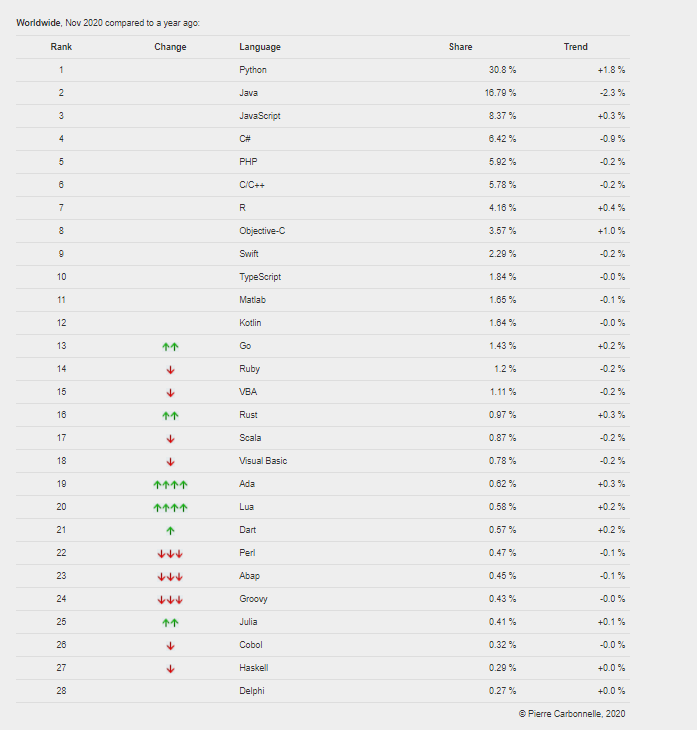 Worldwide, Nov 2020 compared to a year ago:
Rank Change Language Share Trend
1 Python 30.8 % +1.8 %
2 Java 16.79 % -2.3 %
3 JavaScript 8.37 % +0.3 %
4 C# 6.42 % -0.9 %
5 PHP 5.92 % -0.2 %
6 C/C++ 5.78 % -0.2 %
7 R 4.16 % +0.4 %
8 Objective-C 3.57 % +1.0 %
9 Swift 2.29 % -0.2 %
10 TypeScript 1.84 % -0.0 %
11 Matlab 1.65 % -0.1 %
12 Kotlin 1.64 % -0.0 %
13 ↑↑ Go 1.43 % +0.2 %
14 ↓ Ruby 1.2 % -0.2 %
15 ↓ VBA 1.11 % -0.2 %
16 ↑↑ Rust 0.97 % +0.3 %
17 ↓ Scala 0.87 % -0.2 %
18 ↓ Visual Basic 0.78 % -0.2 %
19 ↑↑↑↑ Ada 0.62 % +0.3 %
20 ↑↑↑↑ Lua 0.58 % +0.2 %
21 ↑ Dart 0.57 % +0.2 %
22 ↓↓↓ Perl 0.47 % -0.1 %
23 ↓↓↓ Abap 0.45 % -0.1 %
24 ↓↓↓ Groovy 0.43 % -0.0 %
25 ↑↑ Julia 0.41 % +0.1 %
26 ↓ Cobol 0.32 % -0.0 %
27 ↓ Haskell 0.29 % +0.0 %
28 Delphi 0.27 % +0.0 %
© Pierre Carbonnelle, 2020